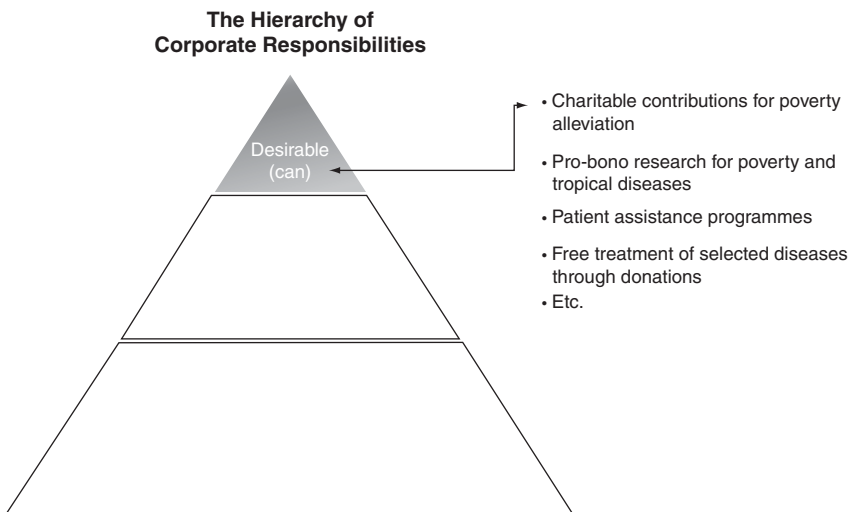 The Hierarchy of
Corporate Responsibilities
Desirable
(can)
• Charitable contributions for poverty
alleviation
• Pro-bono research for poverty and
tropical diseases
• Patient assistance programmes
• Free treatment of selected diseases
through donations
• Etc.